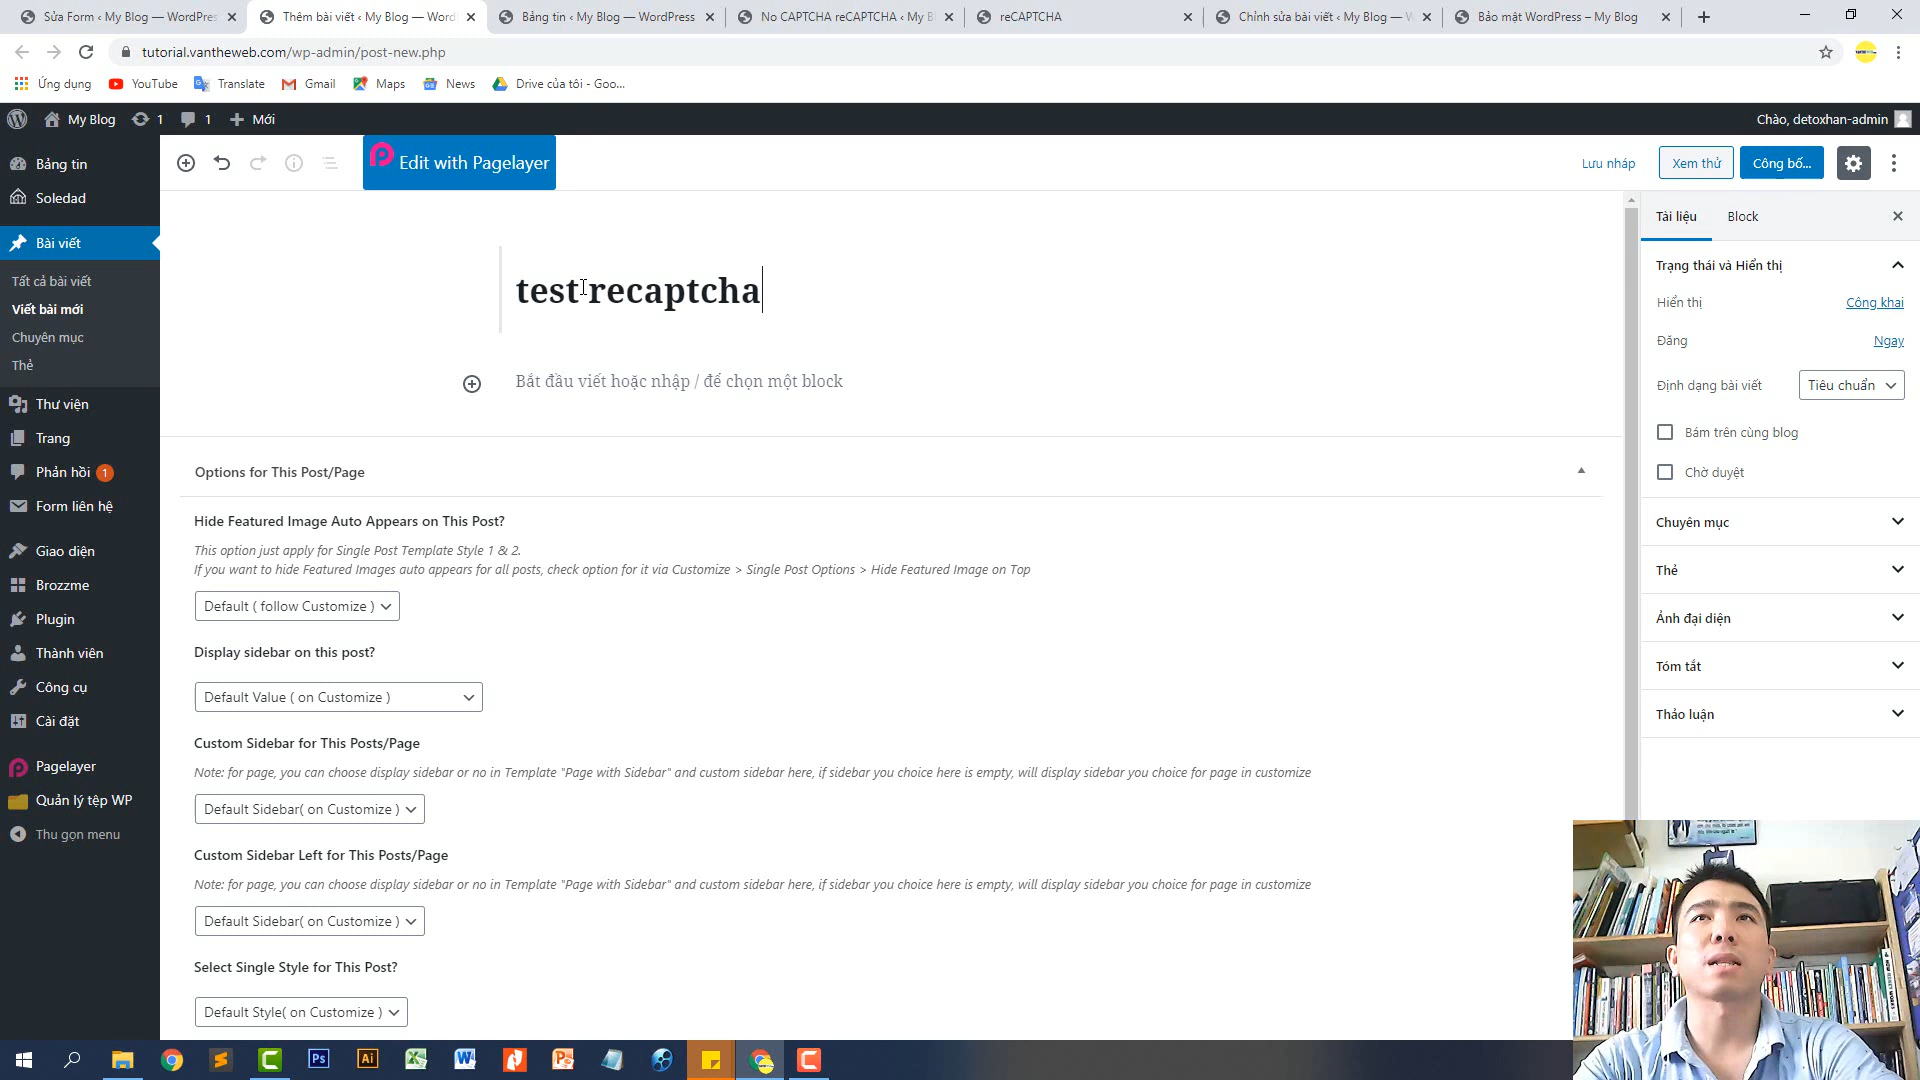 Sửa Form ‹ My Blog — WordPres
Thêm bài viết ‹ My Blog — Word
Bảng tin ‹ My Blog — WordPress
No CAPTCHA reCAPTCHA ‹ My B
reCAPTCHA
Chỉnh sửa bài viết ‹ My Blog — W
Bảo mật WordPress – My Blog
tutorial.vantheweb.com/wp-admin/post-new.php
Ứng dụng
YouTube
Translate
Gmail
Maps
News
Drive của tôi - Goo...
My Blog
1
1
Mới
Chào, detoxhan-admin
Bảng tin
Soledad
Bài viết
Tất cả bài viết
Viết bài mới
Chuyên mục
Thẻ
Thư viện
Trang
Phản hồi 1
Form liên hệ
Giao diện
Brozzme
Plugin
Thành viên
Công cụ
Cài đặt
Pagelayer
Quản lý tệp WP
Thu gọn menu
Edit with Pagelayer
Lưu nháp
Xem thử
Công bố...
test recaptcha
Bắt đầu viết hoặc nhập / để chọn một block
Options for This Post/Page
Hide Featured Image Auto Appears on This Post?
This option just apply for Single Post Template Style 1 & 2.
If you want to hide Featured Images auto appears for all posts, check option for it via Customize > Single Post Options > Hide Featured Image on Top
Default ( follow Customize )
Display sidebar on this post?
Default Value ( on Customize )
Custom Sidebar for This Posts/Page
Note: for page, you can choose display sidebar or no in Template "Page with Sidebar" and custom sidebar here, if sidebar you choice here is empty, will display sidebar you choice for page in customize
Default Sidebar( on Customize )
Custom Sidebar Left for This Posts/Page
Note: for page, you can choose display sidebar or no in Template "Page with Sidebar" and custom sidebar here, if sidebar you choice here is empty, will display sidebar you choice for page in customize
Default Sidebar( on Customize )
Select Single Style for This Post?
Default Style( on Customize )
Tài liệu
Block
Trạng thái và Hiển thị
Hiển thị
Công khai
Đăng
Ngay
Định dạng bài viết
Tiêu chuẩn
Bám trên cùng blog
Chờ duyệt
Chuyên mục
Thẻ
Ảnh đại diện
Tóm tắt
Thảo luận
Ps
Ai